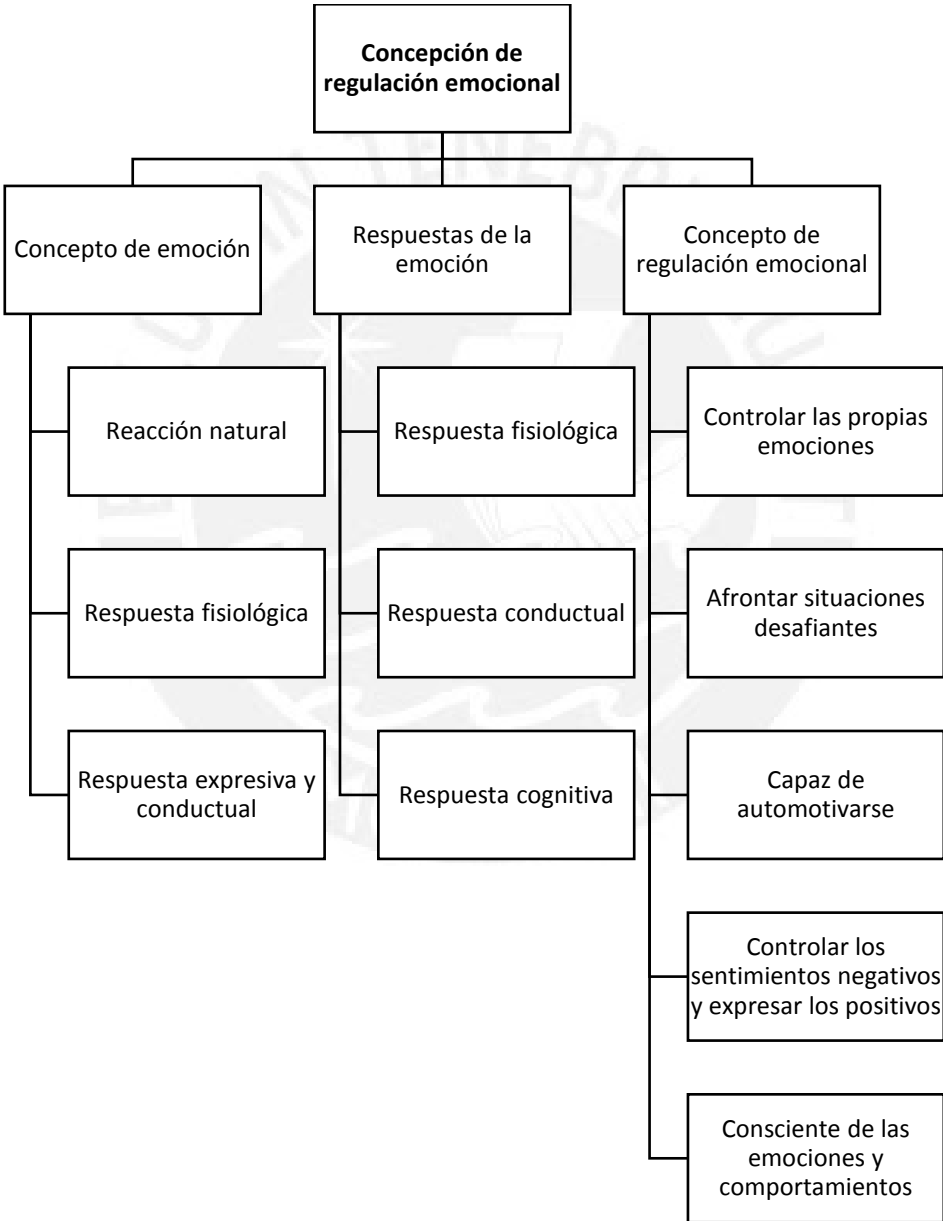 Concepción de
regulación emocional
Concepto de emoción
Respuestas de la
emoción
Concepto de
regulación emocional
Reacción natural
Respuesta fisiológica
Controlar las propias
emociones
Respuesta fisiológica
Respuesta conductual
Afrontar situaciones
desafiantes
Respuesta expresiva y
conductual
Respuesta cognitiva
Capaz de
automotivarse
Controlar los
sentimientos negativos
y expresar los positivos
Consciente de las
emociones y
comportamientos